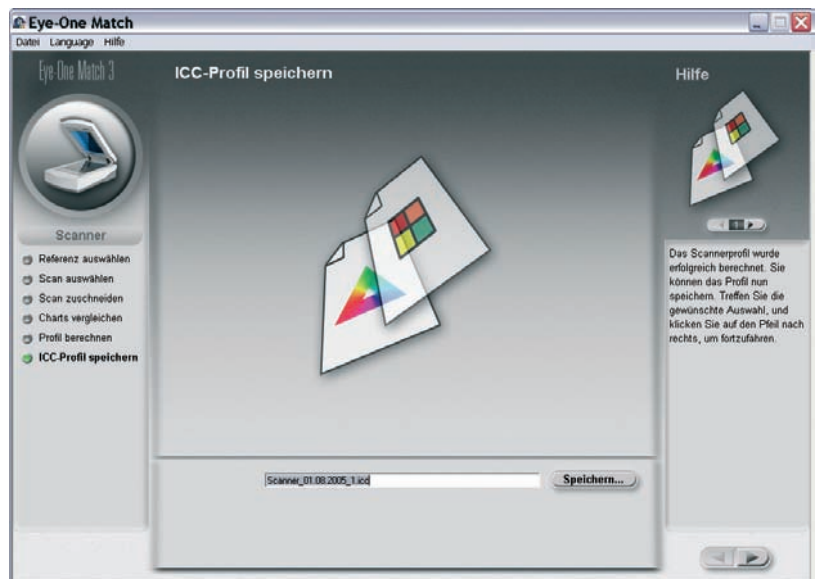 Eye-One Match
Datei Language Hilfe
Eye-One Match 3
ICC-Profil speichern
Hilfe
Scanner
Referenz auswählen
Scan auswählen
Scan zuschneiden
Charts vergleichen
Profil berechnen
ICC-Profil speichern
1
Das Scannerprofil wurde
erfolgreich berechnet. Sie
können das Profil nun
speichern. Treffen Sie die
gewünschte Auswahl, und
klicken Sie auf den Pfeil nach
rechts, um fortzufahren.
Scanner_01.08.2005_1.icc
Speichern...